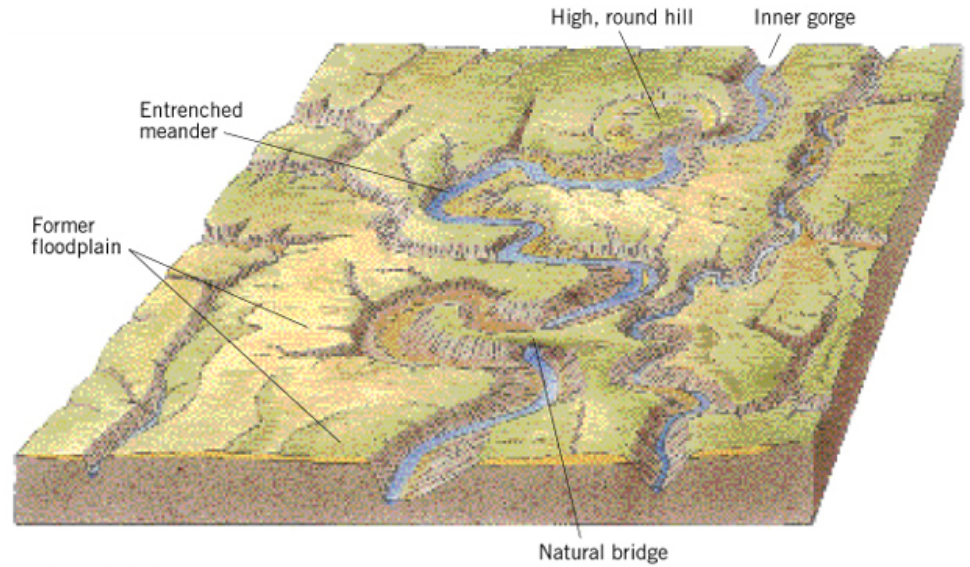 High, round hill
Inner gorge
Entrenched
meander
Former
floodplain
Natural bridge